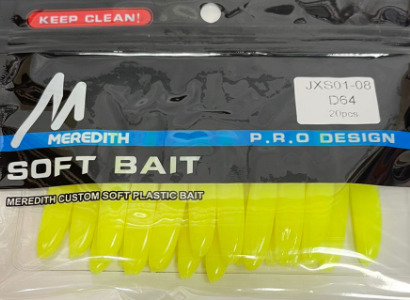 KEEP CLEAN!
JXS01-08
D64
20pcs
M
MEREDITH
P.R.O DESIGN
SOFT BAIT
MEREDITH CUSTOM SOFT PLASTIC BAIT